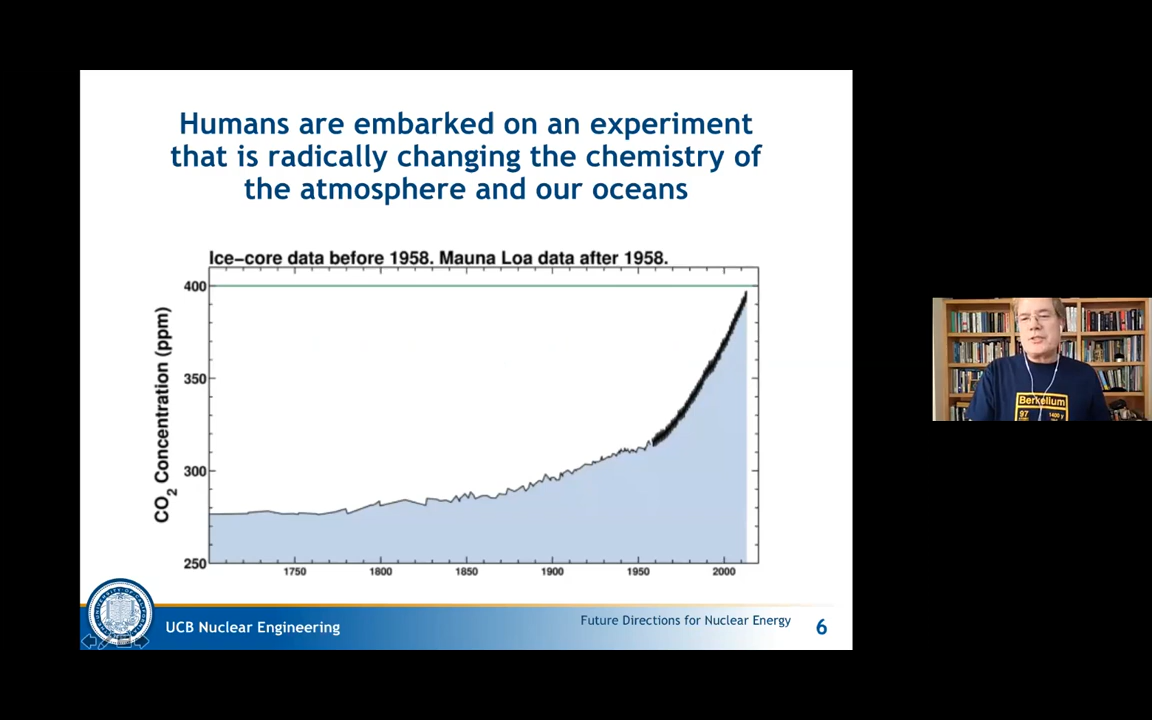 Humans are embarked on an experiment
that is radically changing the chemistry of
the atmosphere and our oceans
Ice-core data before 1958. Mauna Loa data after 1958.
CO2 Concentration (ppm)
400
350
300
250
1750
1800
1850
1900
1950
2000
UCB Nuclear Engineering
Future Directions for Nuclear Energy
6
Berkelium
97